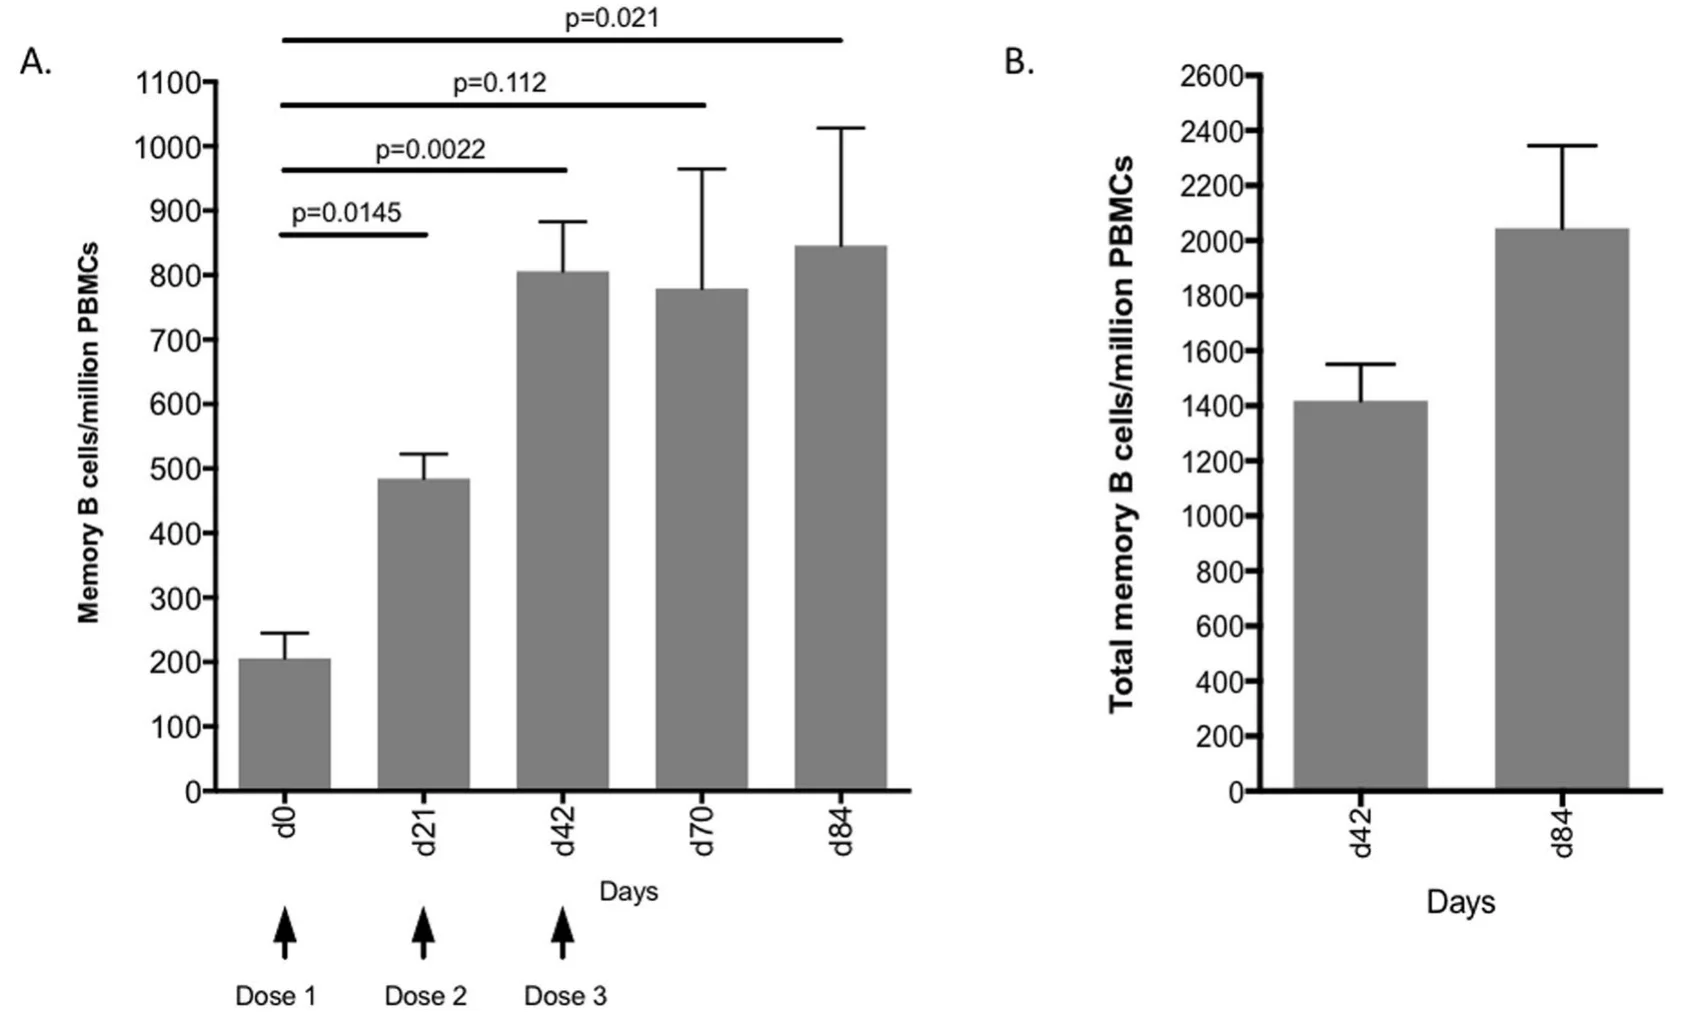 A.
p=0.021
p=0.112
p=0.0022
p=0.0145
1100
1000
900
800
700
600
500
400
300
200
100
0
Memory B cells/million PBMCs
d0
d21
d42
d70
d84
Days
Dose 1
Dose 2
Dose 3
B.
2600
2400
2200
2000
1800
1600
1400
1200
1000
800
600
400
200
0
Total memory B cells/million PBMCs
d42
d84
Days